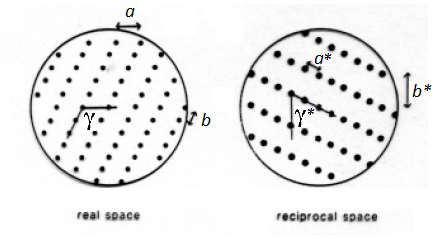 a
a*
b*
γ
γ*
b
real space
reciprocal space